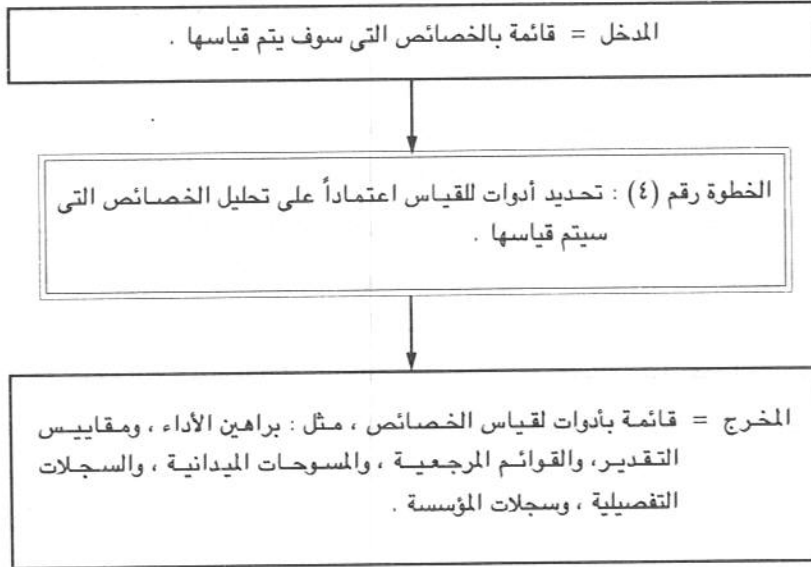 المدخل = قائمة بالخصائص التى سوف يتم قياسها .
الخطوة رقم (٤) : تحديد أدوات للقياس اعتماداً على تحليل الخصائص التى
سيتم قياسها .
المخرج = قائمة بأدوات لقياس الخصائص ، مثل : براهين الأداء ، ومقاييس
التقدير، والقوائم المرجعية ، والمسوحات الميدانية ، والسجلات
التفصيلية ، وسجلات المؤسسة .